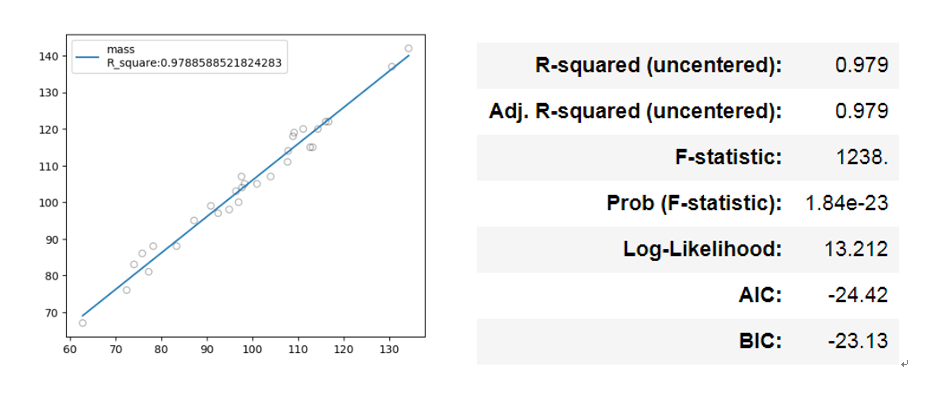 mass
R_square:0.9788588521824283
140
130
120
110
100
90
80
70
60 70 80 90 100 110 120 130
R-squared (uncentered): 0.979
Adj. R-squared (uncentered): 0.979
F-statistic: 1238.
Prob (F-statistic): 1.84e-23
Log-Likelihood: 13.212
AIC: -24.42
BIC: -23.13